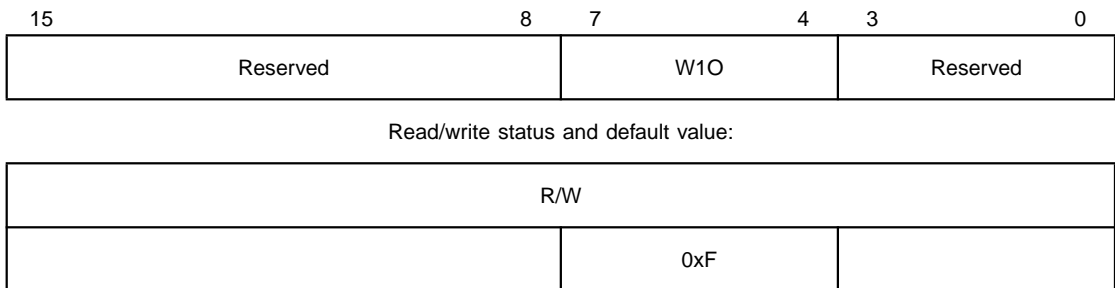 15 8 7 4 3 0
Reserved W1O Reserved
Read/write status and default value:
R/W
0xF